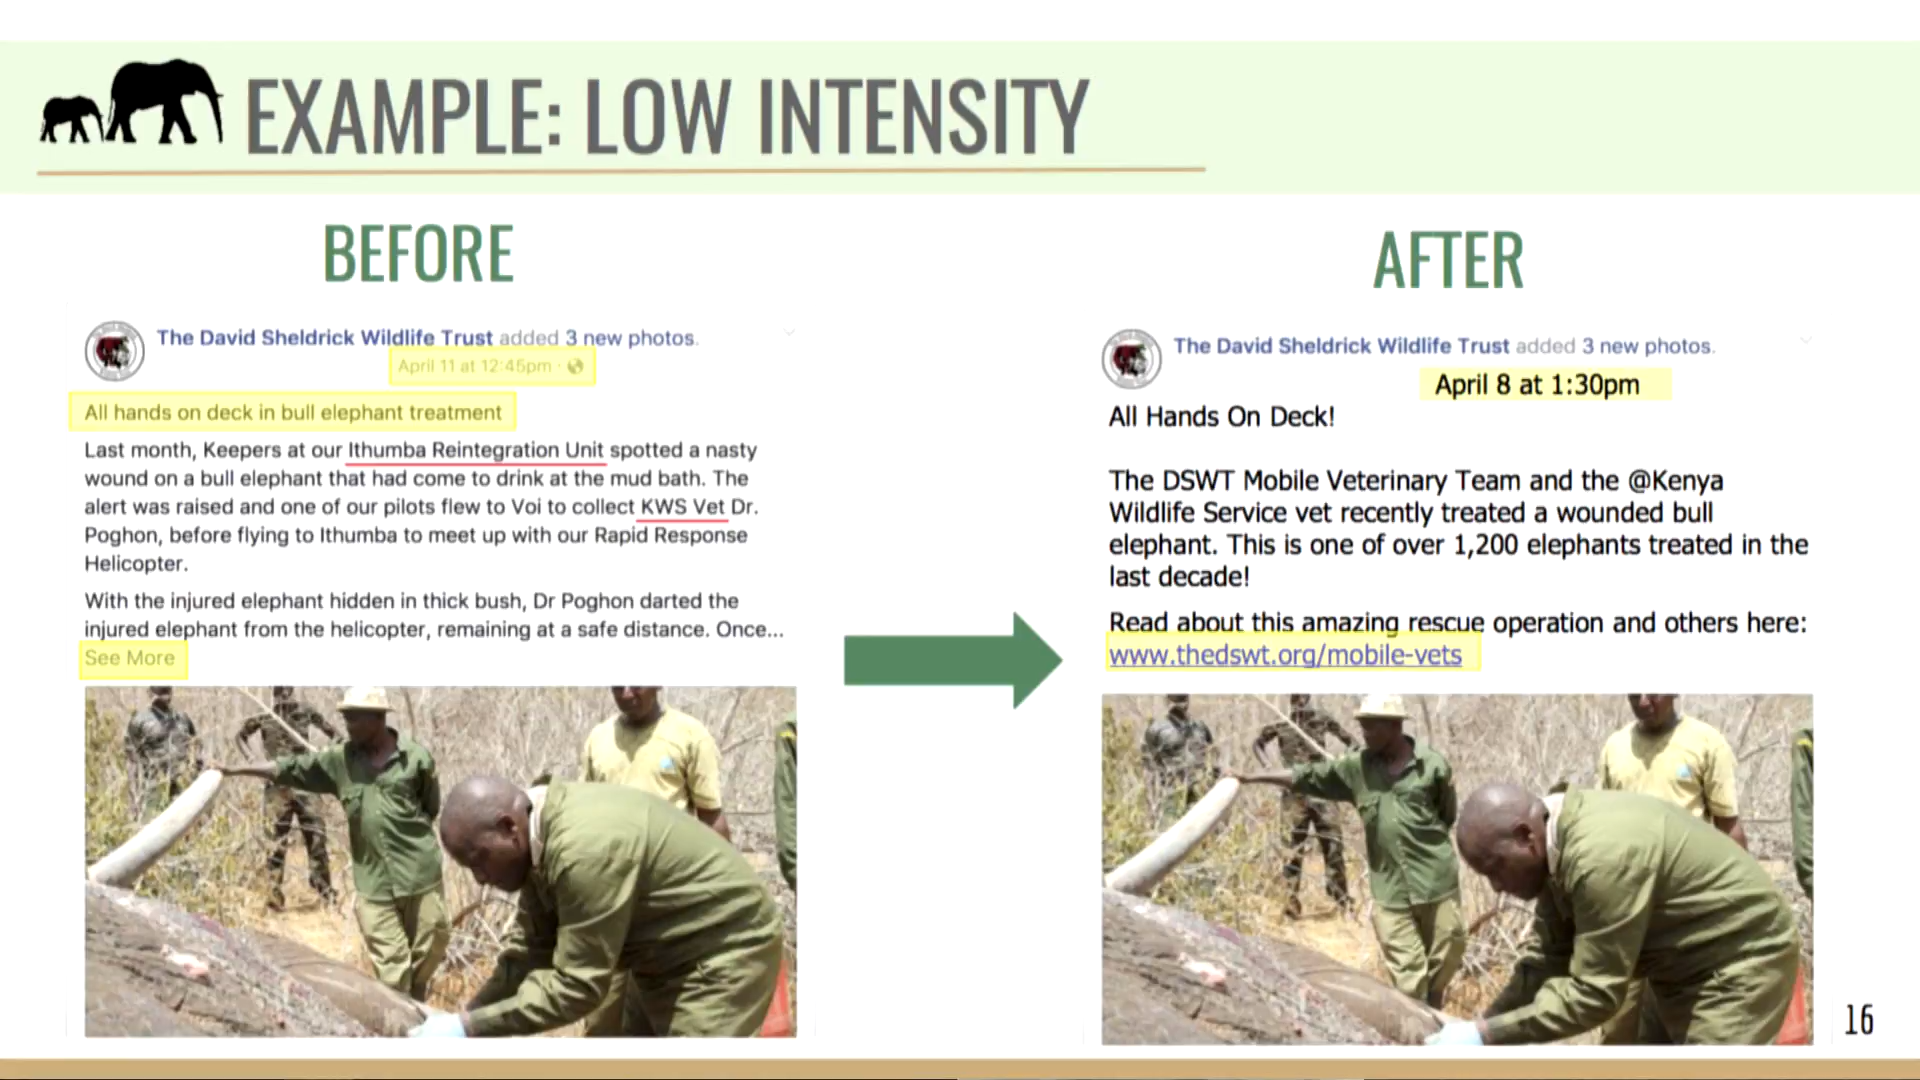 EXAMPLE: LOW INTENSITY
BEFORE
The David Sheldrick Wildlife Trust added 3 new photos.
April 11 at 12:45pm ·
All hands on deck in bull elephant treatment
Last month, Keepers at our Ithumba Reintegration Unit spotted a nasty
wound on a bull elephant that had come to drink at the mud bath. The
alert was raised and one of our pilots flew to Voi to collect KWS Vet Dr.
Poghon, before flying to Ithumba to meet up with our Rapid Response
Helicopter.
With the injured elephant hidden in thick bush, Dr Poghon darted the
injured elephant from the helicopter, remaining at a safe distance. Once...
See More
AFTER
The David Sheldrick Wildlife Trust added 3 new photos.
April 8 at 1:30pm
All Hands On Deck!
The DSWT Mobile Veterinary Team and the @Kenya
Wildlife Service vet recently treated a wounded bull
elephant. This is one of over 1,200 elephants treated in the
last decade!
Read about this amazing rescue operation and others here:
www.thedswt.org/mobile-vets
16